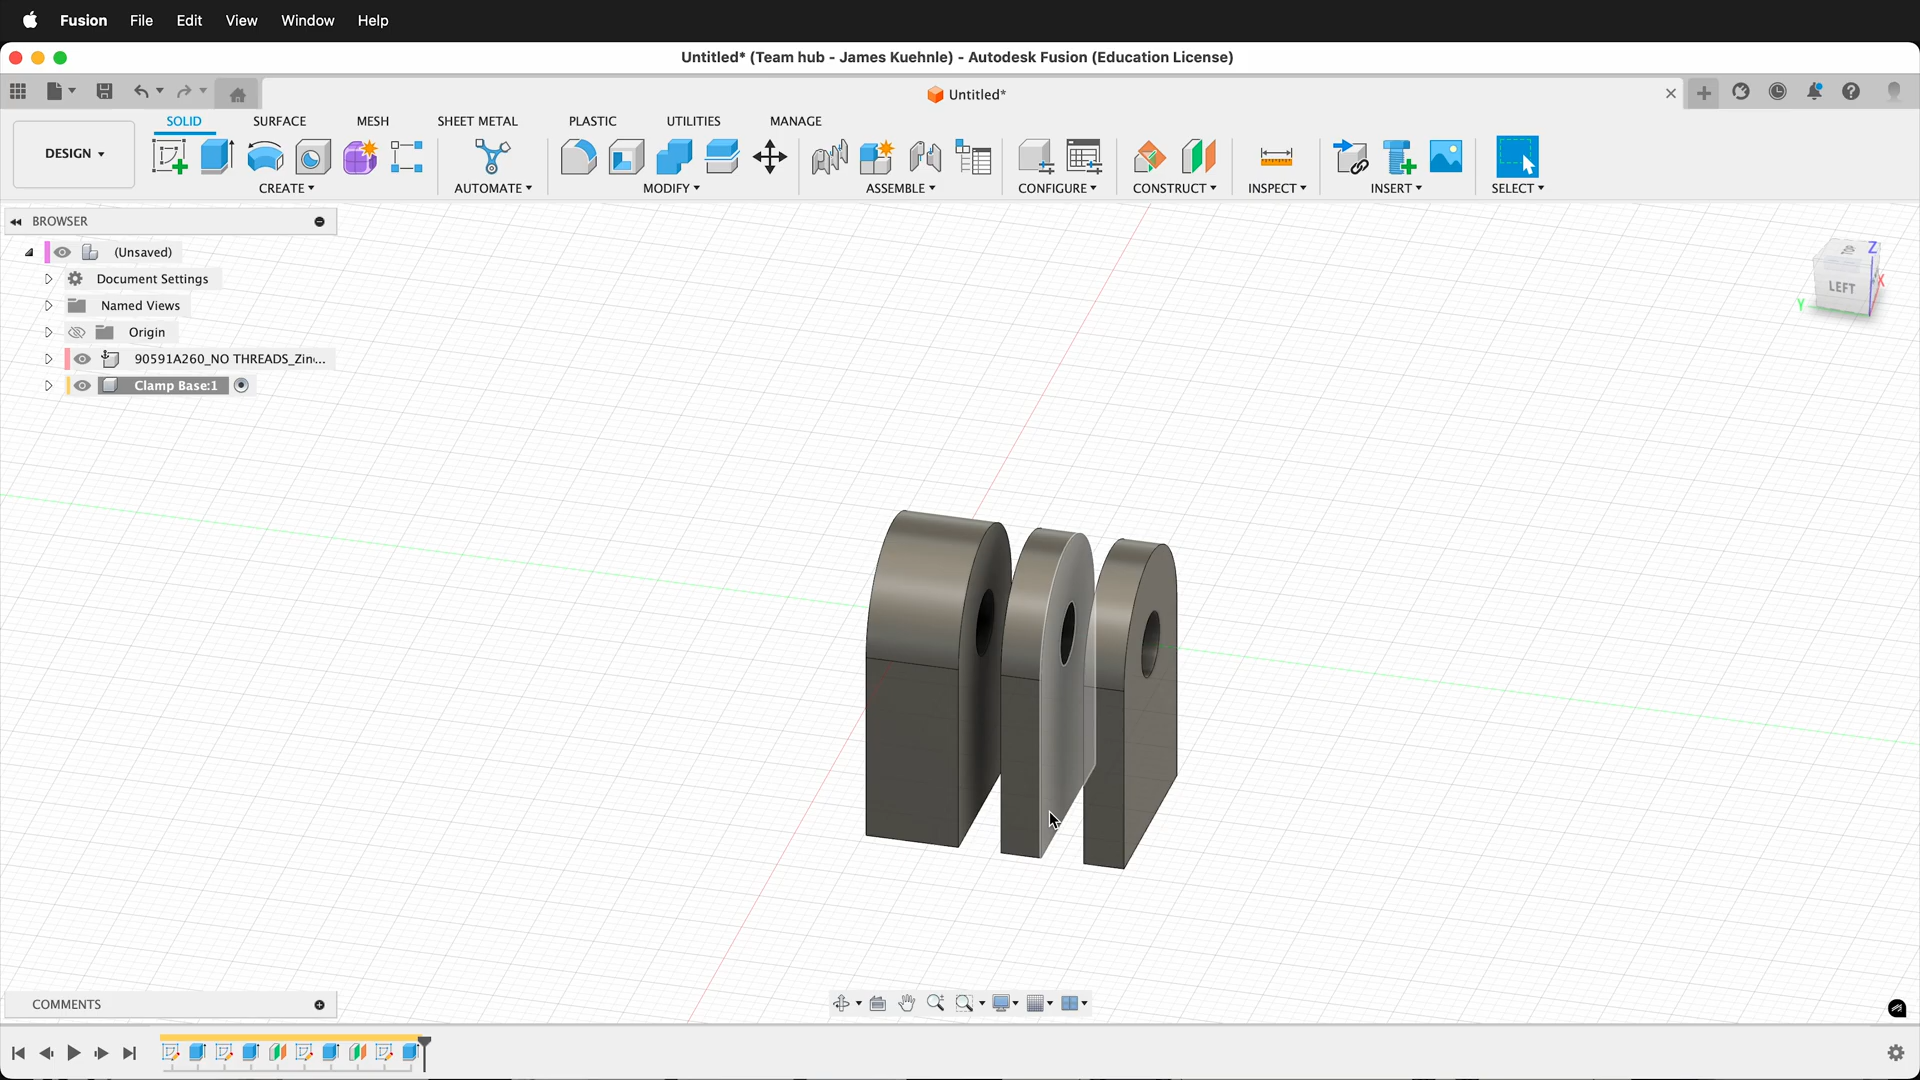 Fusion File Edit View Window Help
Untitled* (Team hub - James Kuehnle) - Autodesk Fusion (Education License)
Untitled*
SOLID SURFACE MESH SHEET METAL PLASTIC UTILITIES MANAGE
DESIGN
CREATE AUTOMATE MODIFY ASSEMBLE CONFIGURE CONSTRUCT INSPECT INSERT SELECT
BROWSER
(Unsaved)
Document Settings
Named Views
Origin
90591A260_NO THREADS_Zin...
Clamp Base:1
Z
X
LEFT
Y
COMMENTS